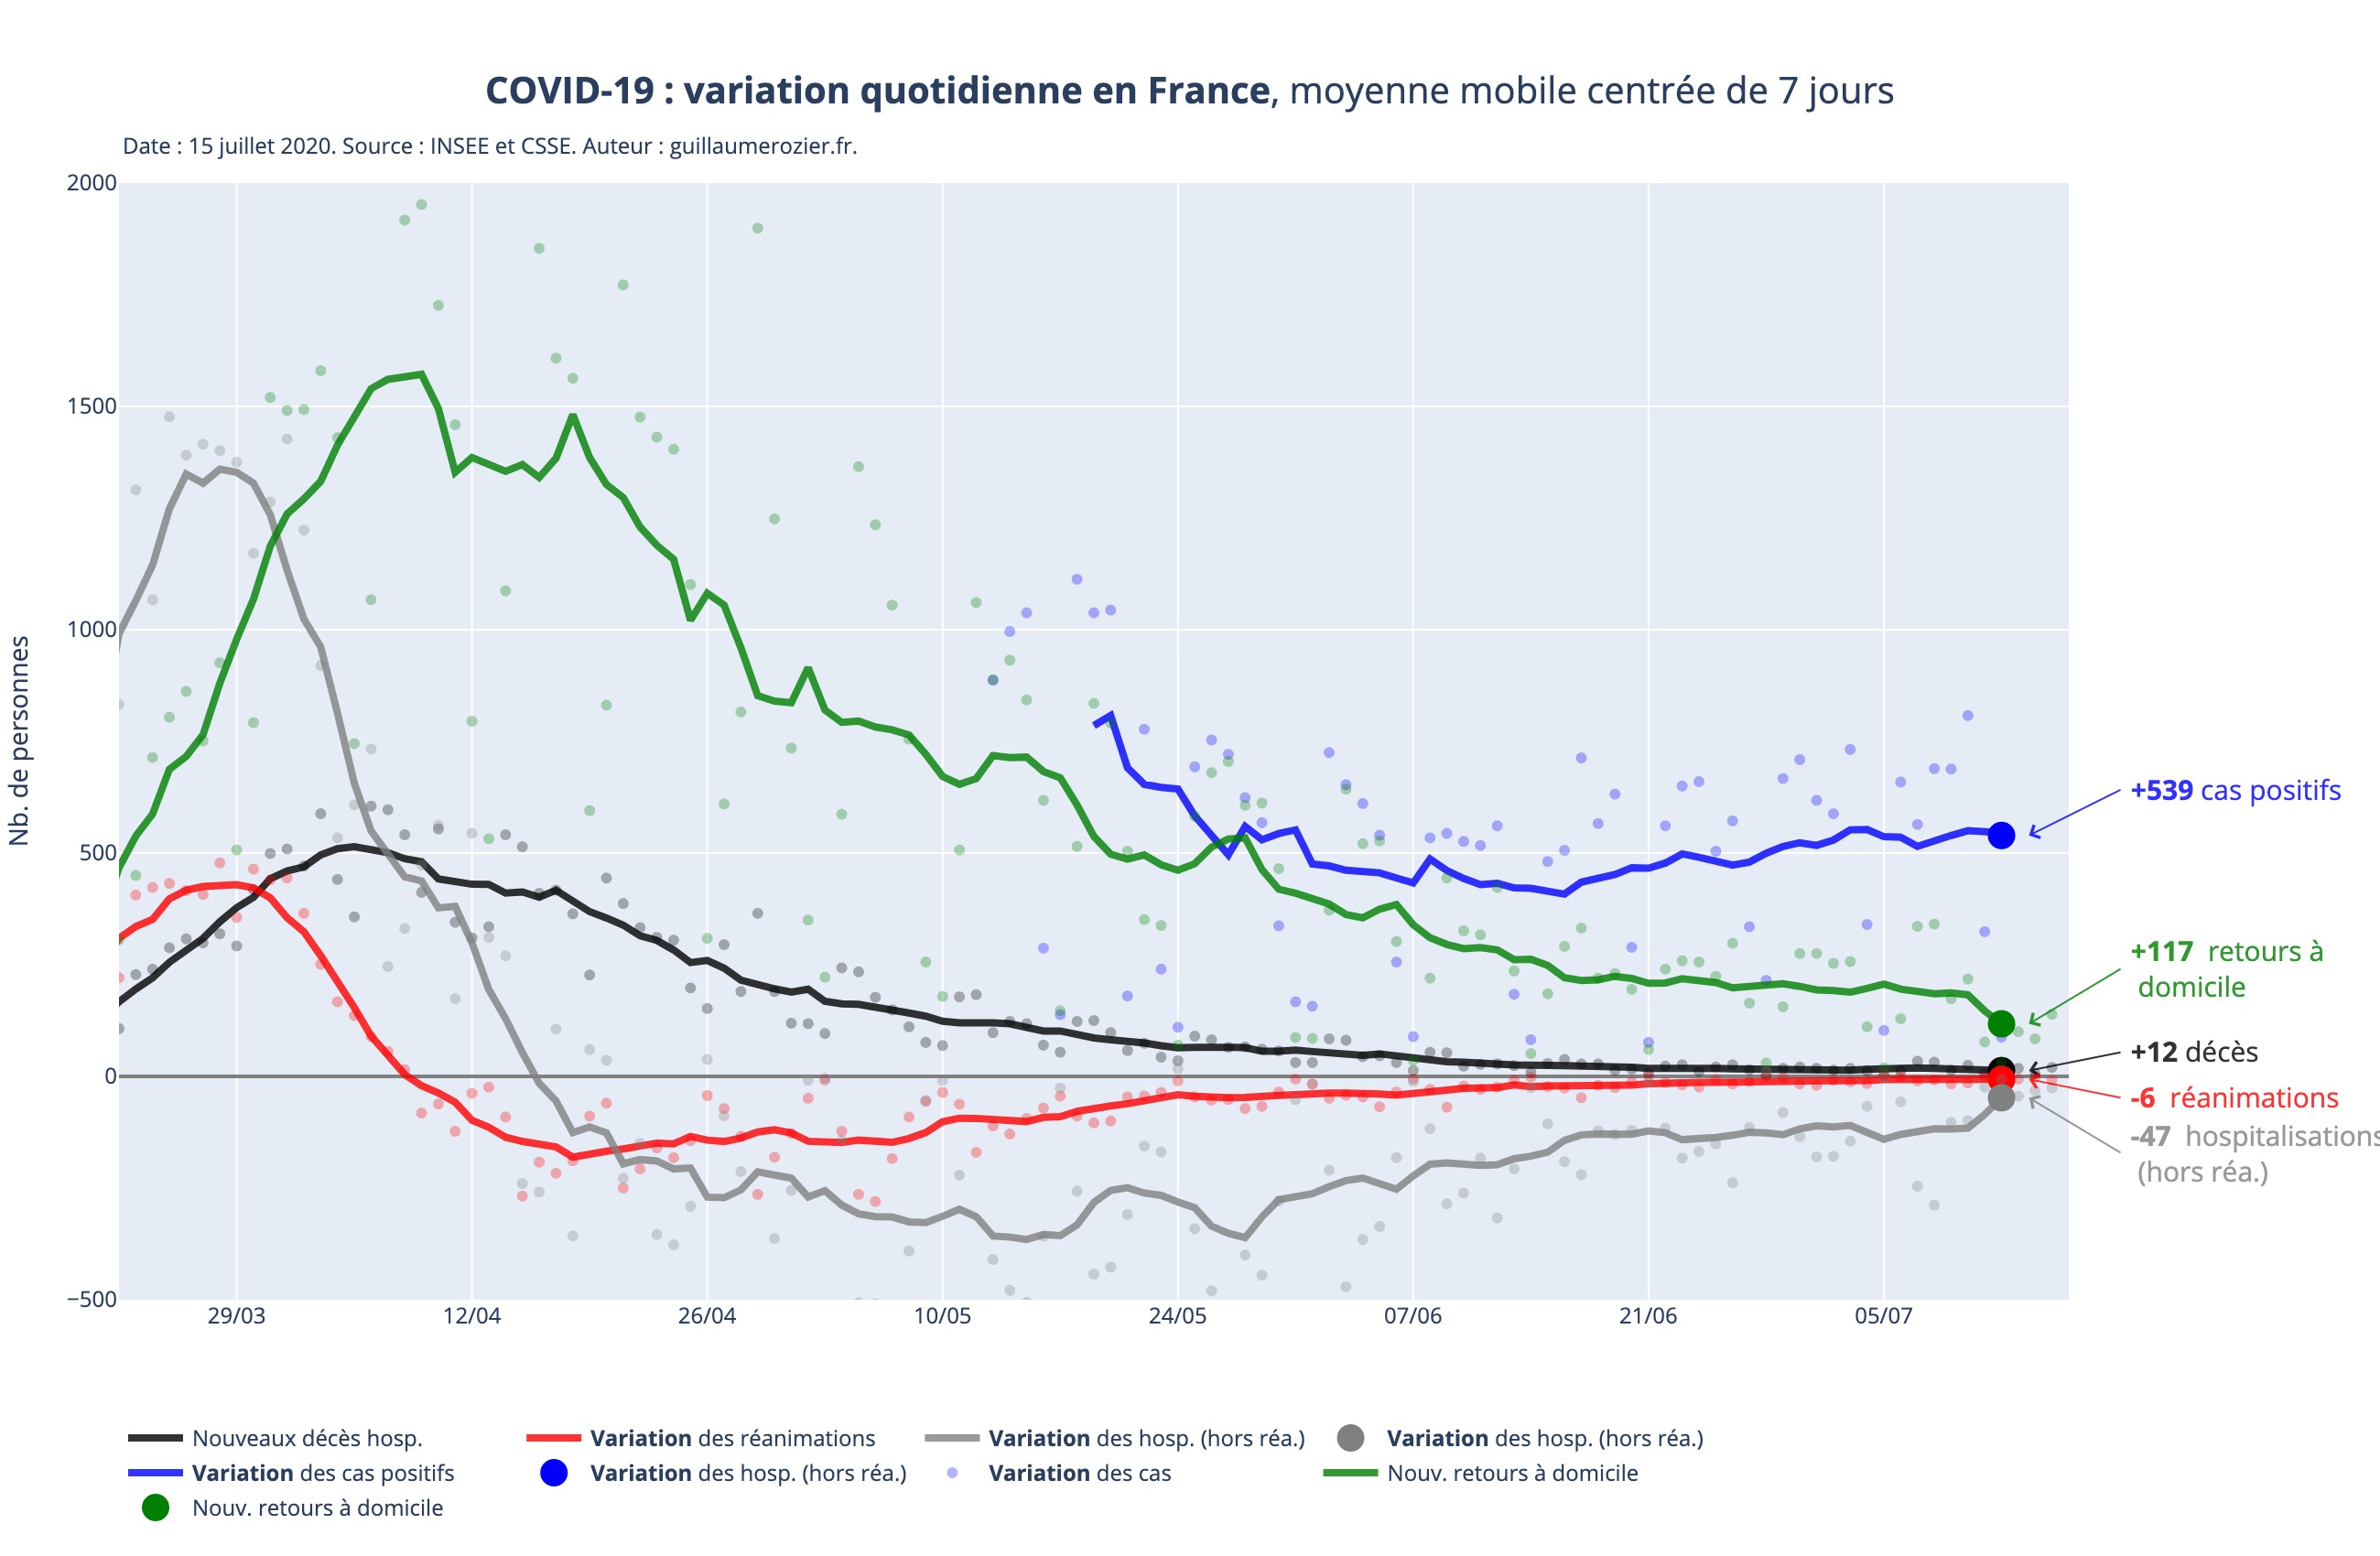 COVID-19 : variation quotidienne en France, moyenne mobile centrée de 7 jours
Date : 15 juillet 2020. Source : INSEE et CSSE. Auteur : guillaumerozier.fr.
Nb. de personnes
2000
1500
1000
500
0
−500
29/03
12/04
26/04
10/05
24/05
07/06
21/06
05/07
+539 cas positifs
+117 retours à
domicile
+12 décès
-6 réanimations
-47 hospitalisations
(hors réa.)
Nouveaux décès hosp.
Variation des réanimations
Variation des hosp. (hors réa.)
Variation des hosp. (hors réa.)
Variation des cas positifs
Variation des hosp. (hors réa.)
Variation des cas
Nouv. retours à domicile
Nouv. retours à domicile